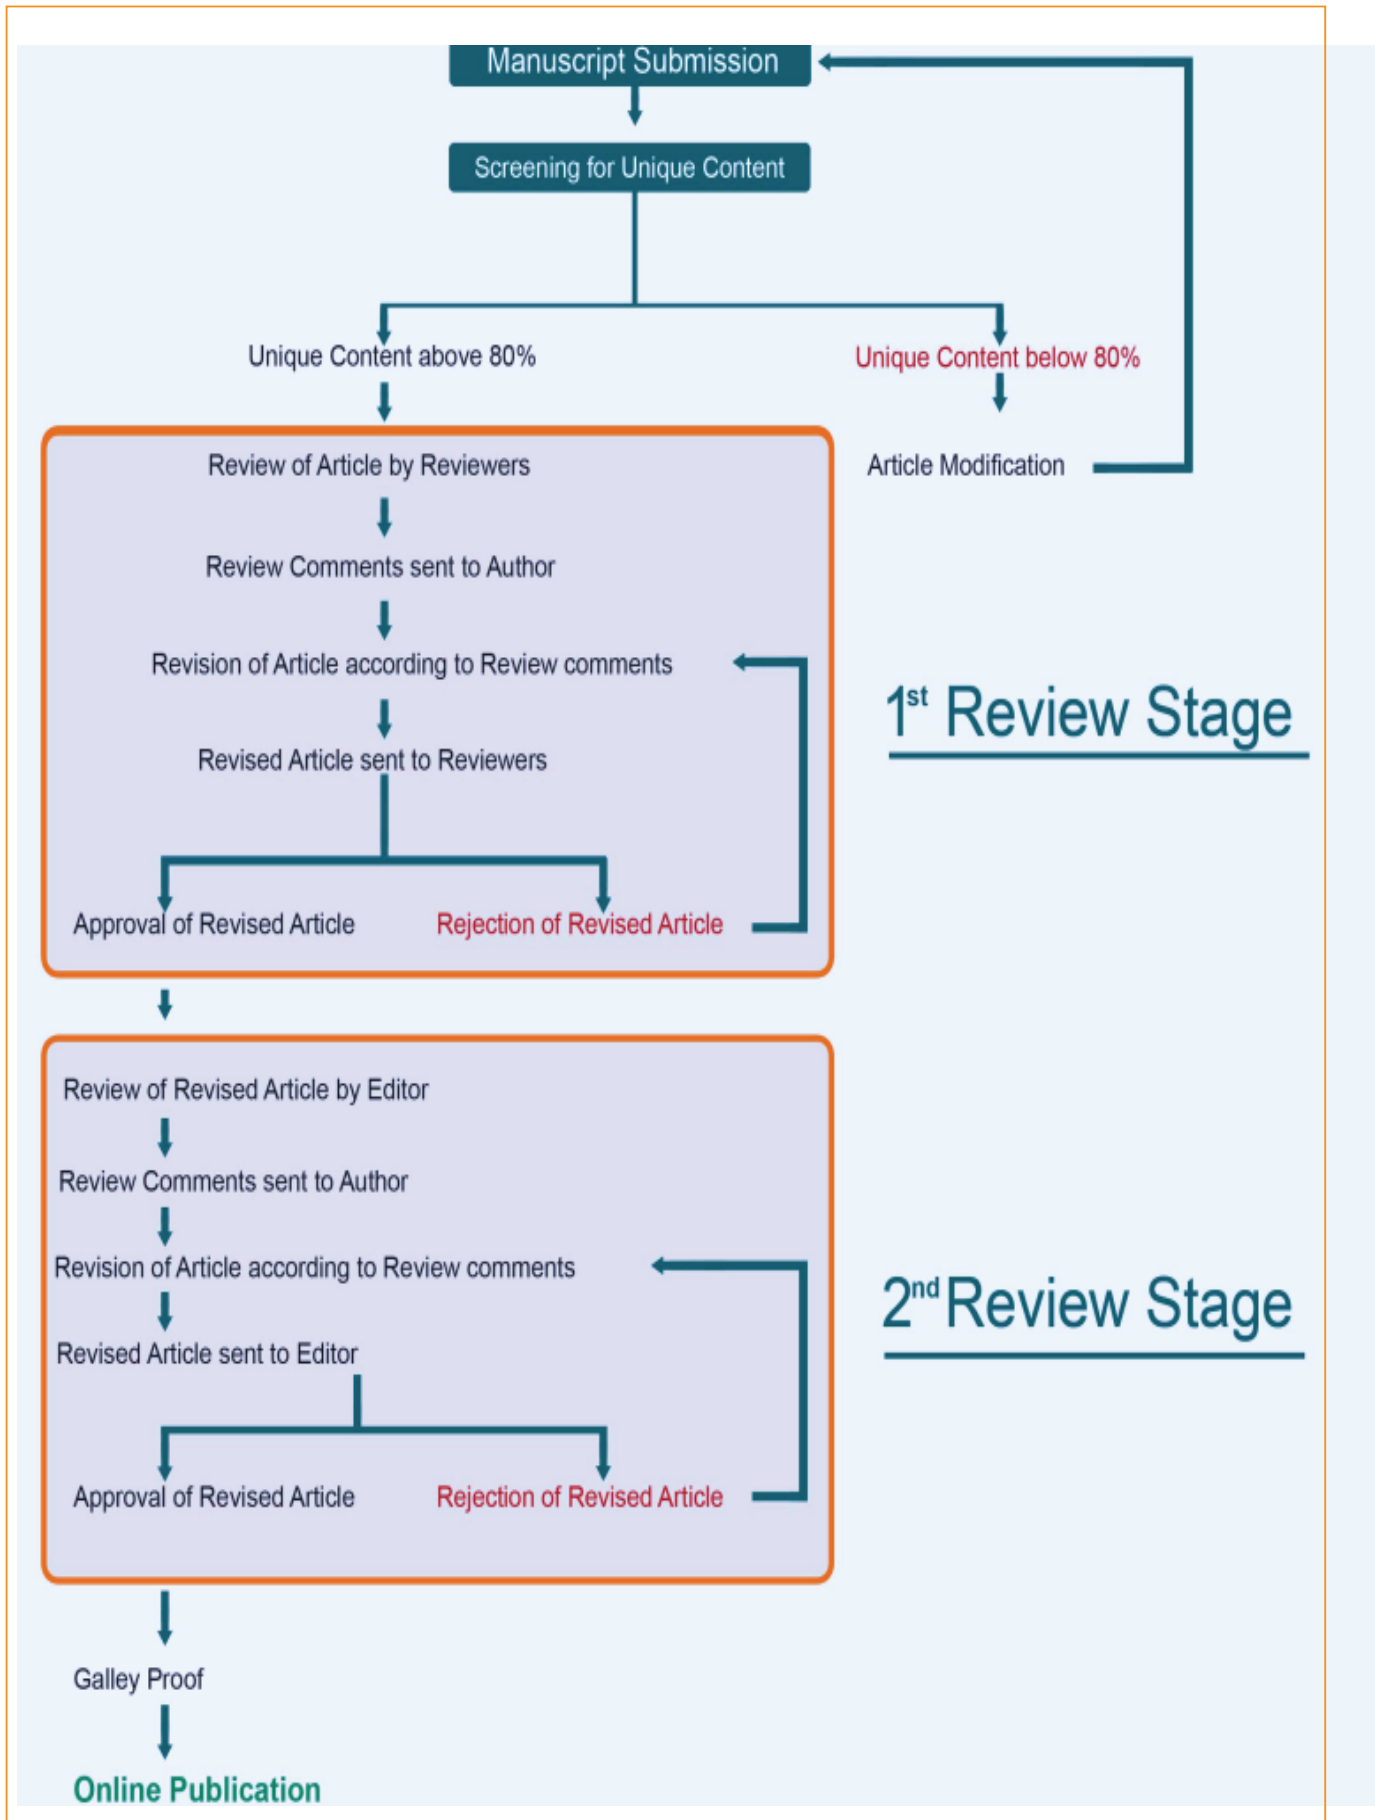 Manuscript Submission
Screening for Unique Content
Unique Content above 80%
Unique Content below 80%
Review of Article by Reviewers
Article Modification
Review Comments sent to Author
Revision of Article according to Review comments
1st Review Stage
Revised Article sent to Reviewers
Approval of Revised Article
Rejection of Revised Article
Review of Revised Article by Editor
Review Comments sent to Author
Revision of Article according to Review comments
2nd Review Stage
Revised Article sent to Editor
Approval of Revised Article
Rejection of Revised Article
Galley Proof
Online Publication